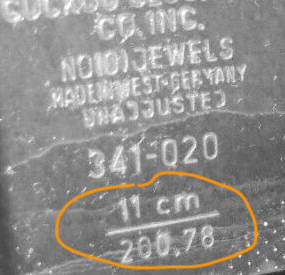 CO. INC.
NO(0) JEWELS
MADE IN WEST-GERMANY
UNADJUSTED
341-020
11 cm
200.78